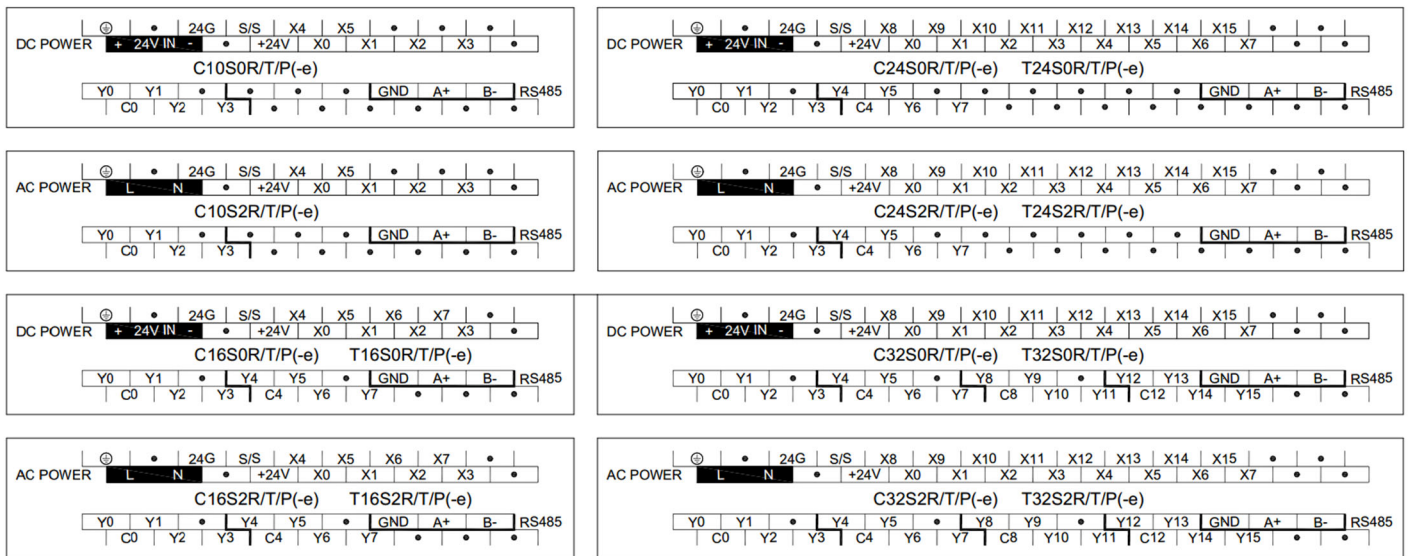 24G S/S X4 X5
DC POWER + 24V IN - +24V X0 X1 X2 X3
C10S0R/T/P(-e)
Y0 Y1 GND A+ B- RS485
C0 Y2 Y3
24G S/S X8 X9 X10 X11 X12 X13 X14 X15
DC POWER + 24V IN - +24V X0 X1 X2 X3 X4 X5 X6 X7
C24S0R/T/P(-e) T24S0R/T/P(-e)
Y0 Y1 Y4 Y5 GND A+ B- RS485
C0 Y2 Y3 C4 Y6 Y7
24G S/S X4 X5
AC POWER L N +24V X0 X1 X2 X3
C10S2R/T/P(-e)
Y0 Y1 GND A+ B- RS485
C0 Y2 Y3
24G S/S X8 X9 X10 X11 X12 X13 X14 X15
AC POWER L N +24V X0 X1 X2 X3 X4 X5 X6 X7
C24S2R/T/P(-e) T24S2R/T/P(-e)
Y0 Y1 Y4 Y5 GND A+ B- RS485
C0 Y2 Y3 C4 Y6 Y7
24G S/S X4 X5 X6 X7
DC POWER + 24V IN - +24V X0 X1 X2 X3
C16S0R/T/P(-e) T16S0R/T/P(-e)
Y0 Y1 Y4 Y5 GND A+ B- RS485
C0 Y2 Y3 C4 Y6 Y7
24G S/S X8 X9 X10 X11 X12 X13 X14 X15
DC POWER + 24V IN - +24V X0 X1 X2 X3 X4 X5 X6 X7
C32S0R/T/P(-e) T32S0R/T/P(-e)
Y0 Y1 Y4 Y5 Y8 Y9 Y12 Y13 GND A+ B- RS485
C0 Y2 Y3 C4 Y6 Y7 C8 Y10 Y11 C12 Y14 Y15
24G S/S X4 X5 X6 X7
AC POWER L N +24V X0 X1 X2 X3
C16S2R/T/P(-e) T16S2R/T/P(-e)
Y0 Y1 Y4 Y5 GND A+ B- RS485
C0 Y2 Y3 C4 Y6 Y7
24G S/S X8 X9 X10 X11 X12 X13 X14 X15
AC POWER L N +24V X0 X1 X2 X3 X4 X5 X6 X7
C32S2R/T/P(-e) T32S2R/T/P(-e)
Y0 Y1 Y4 Y5 Y8 Y9 Y12 Y13 GND A+ B- RS485
C0 Y2 Y3 C4 Y6 Y7 C8 Y10 Y11 C12 Y14 Y15